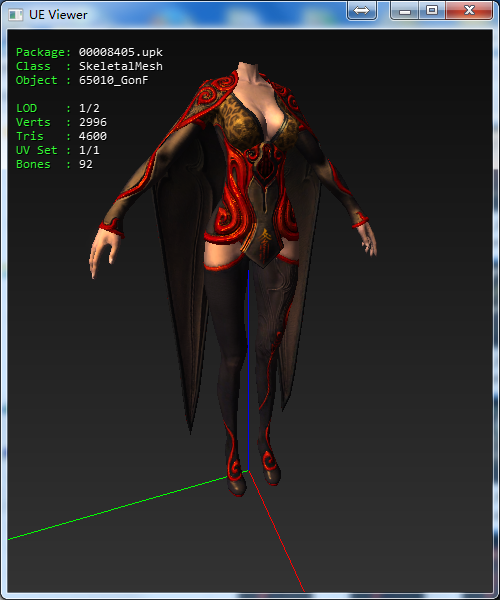 UE Viewer
Package: 00008405.upk
Class : SkeletalMesh
Object : 65010_GonF
LOD : 1/2
Verts : 2996
Tris : 4600
UV Set : 1/1
Bones : 92